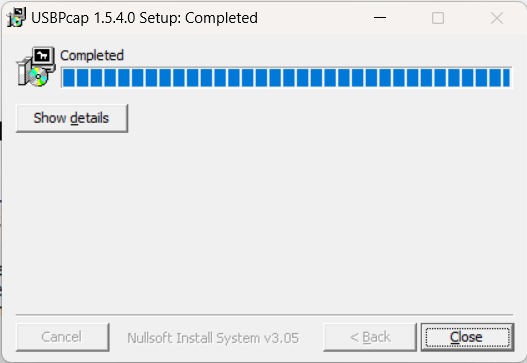 USBPcap 1.5.4.0 Setup: Completed
Completed
Show details
Cancel
Nullsoft Install System v3.05
< Back
Close